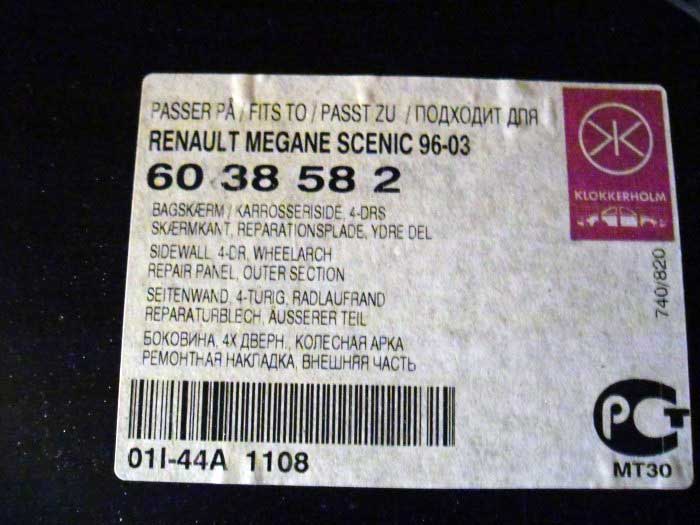 PASSER PÅ / FITS TO / PASST ZU / ПОДХОДИТ ДЛЯ
RENAULT MEGANE SCENIC 96-03
60 38 58 2
KLOKKERHOLM
BAGSKÆRM / KARROSSERISIDE, 4-DRS
SKÆRMKANT, REPARATIONSPLADE, YDRE DEL
SIDEWALL, 4-DR, WHEELARCH
REPAIR PANEL, OUTER SECTION
SEITENWAND, 4-TURIG, RADLAUFRAND
REPARATURBLECH, ÄUSSERER TEIL
БОКОВИНА, 4Х ДВЕРН., КОЛЕСНАЯ АРКА
РЕМОНТНАЯ НАКЛАДКА, ВНЕШНЯЯ ЧАСТЬ
740/820
01I-44A 1108
РСТ
МТ30